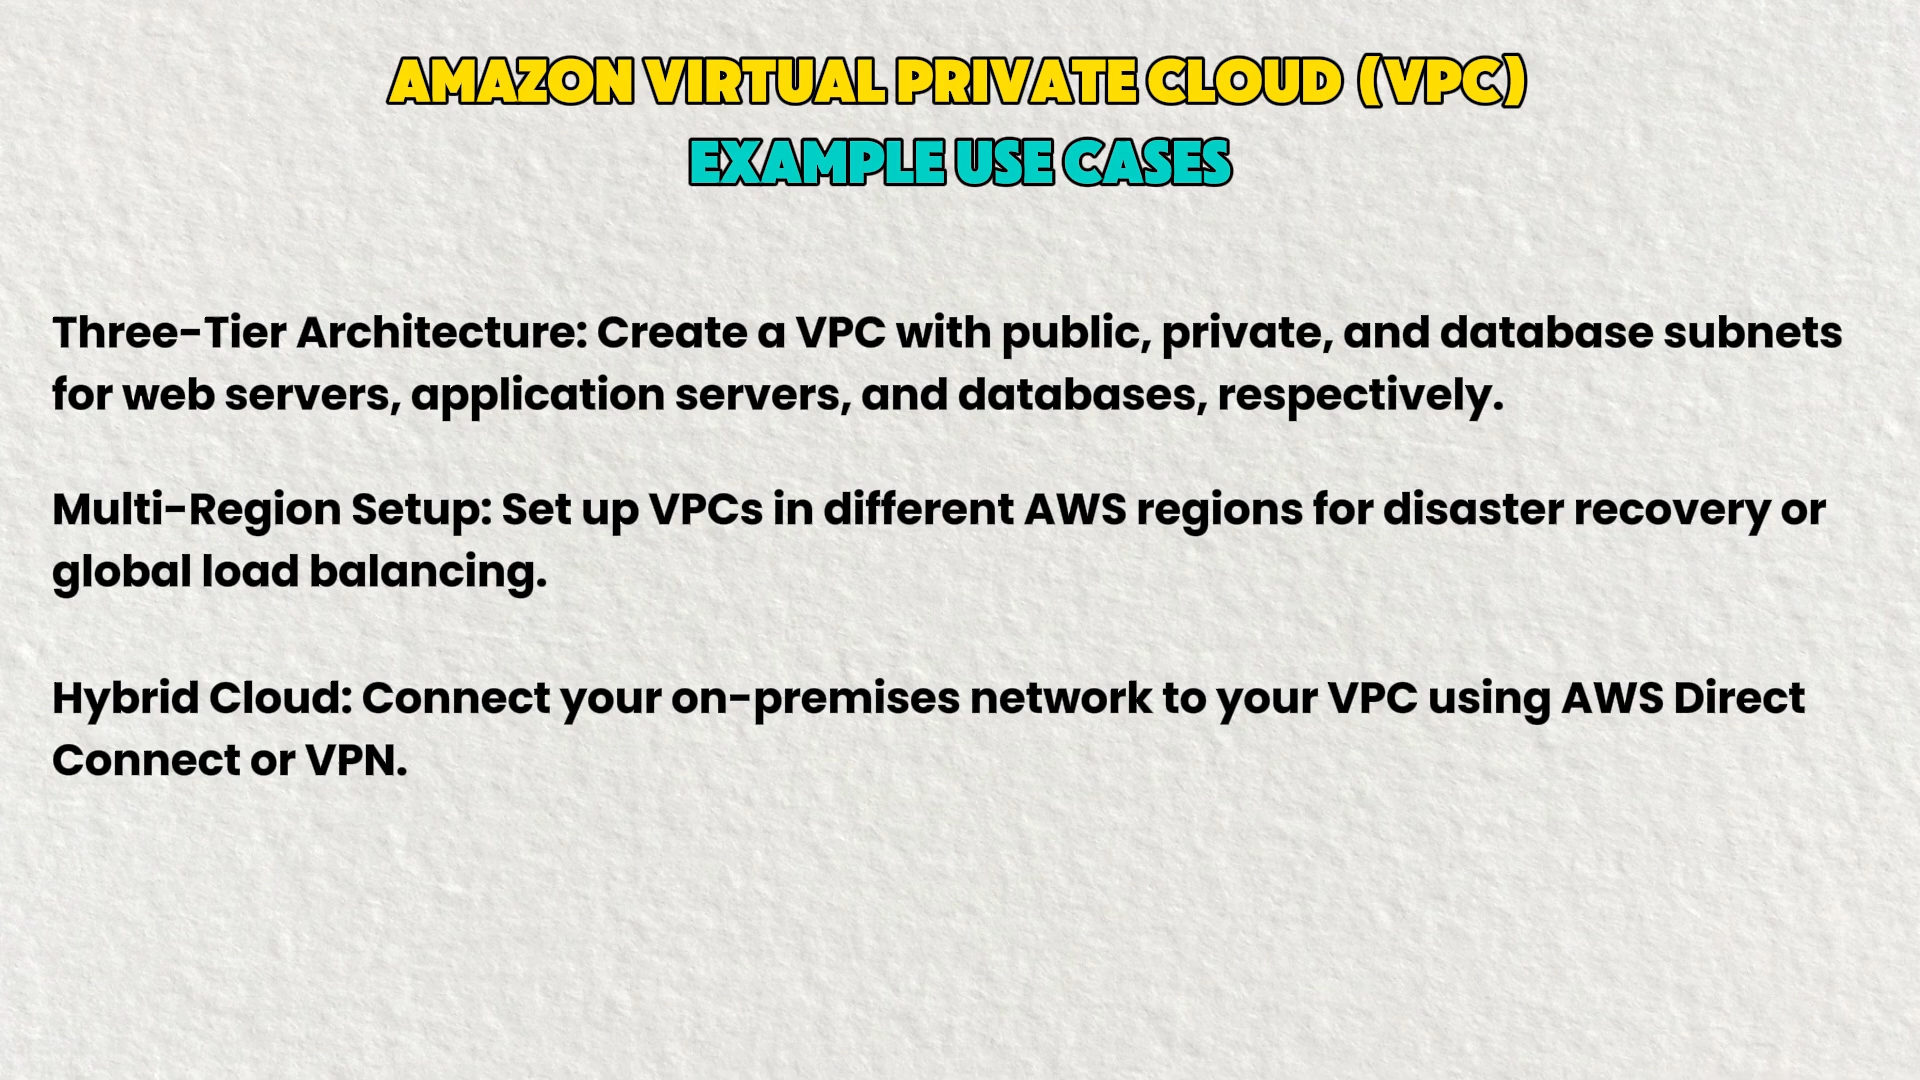 AMAZON VIRTUAL PRIVATE CLOUD (VPC)
EXAMPLE USE CASES
Three-Tier Architecture: Create a VPC with public, private, and database subnets
for web servers, application servers, and databases, respectively.
Multi-Region Setup: Set up VPCs in different AWS regions for disaster recovery or
global load balancing.
Hybrid Cloud: Connect your on-premises network to your VPC using AWS Direct
Connect or VPN.